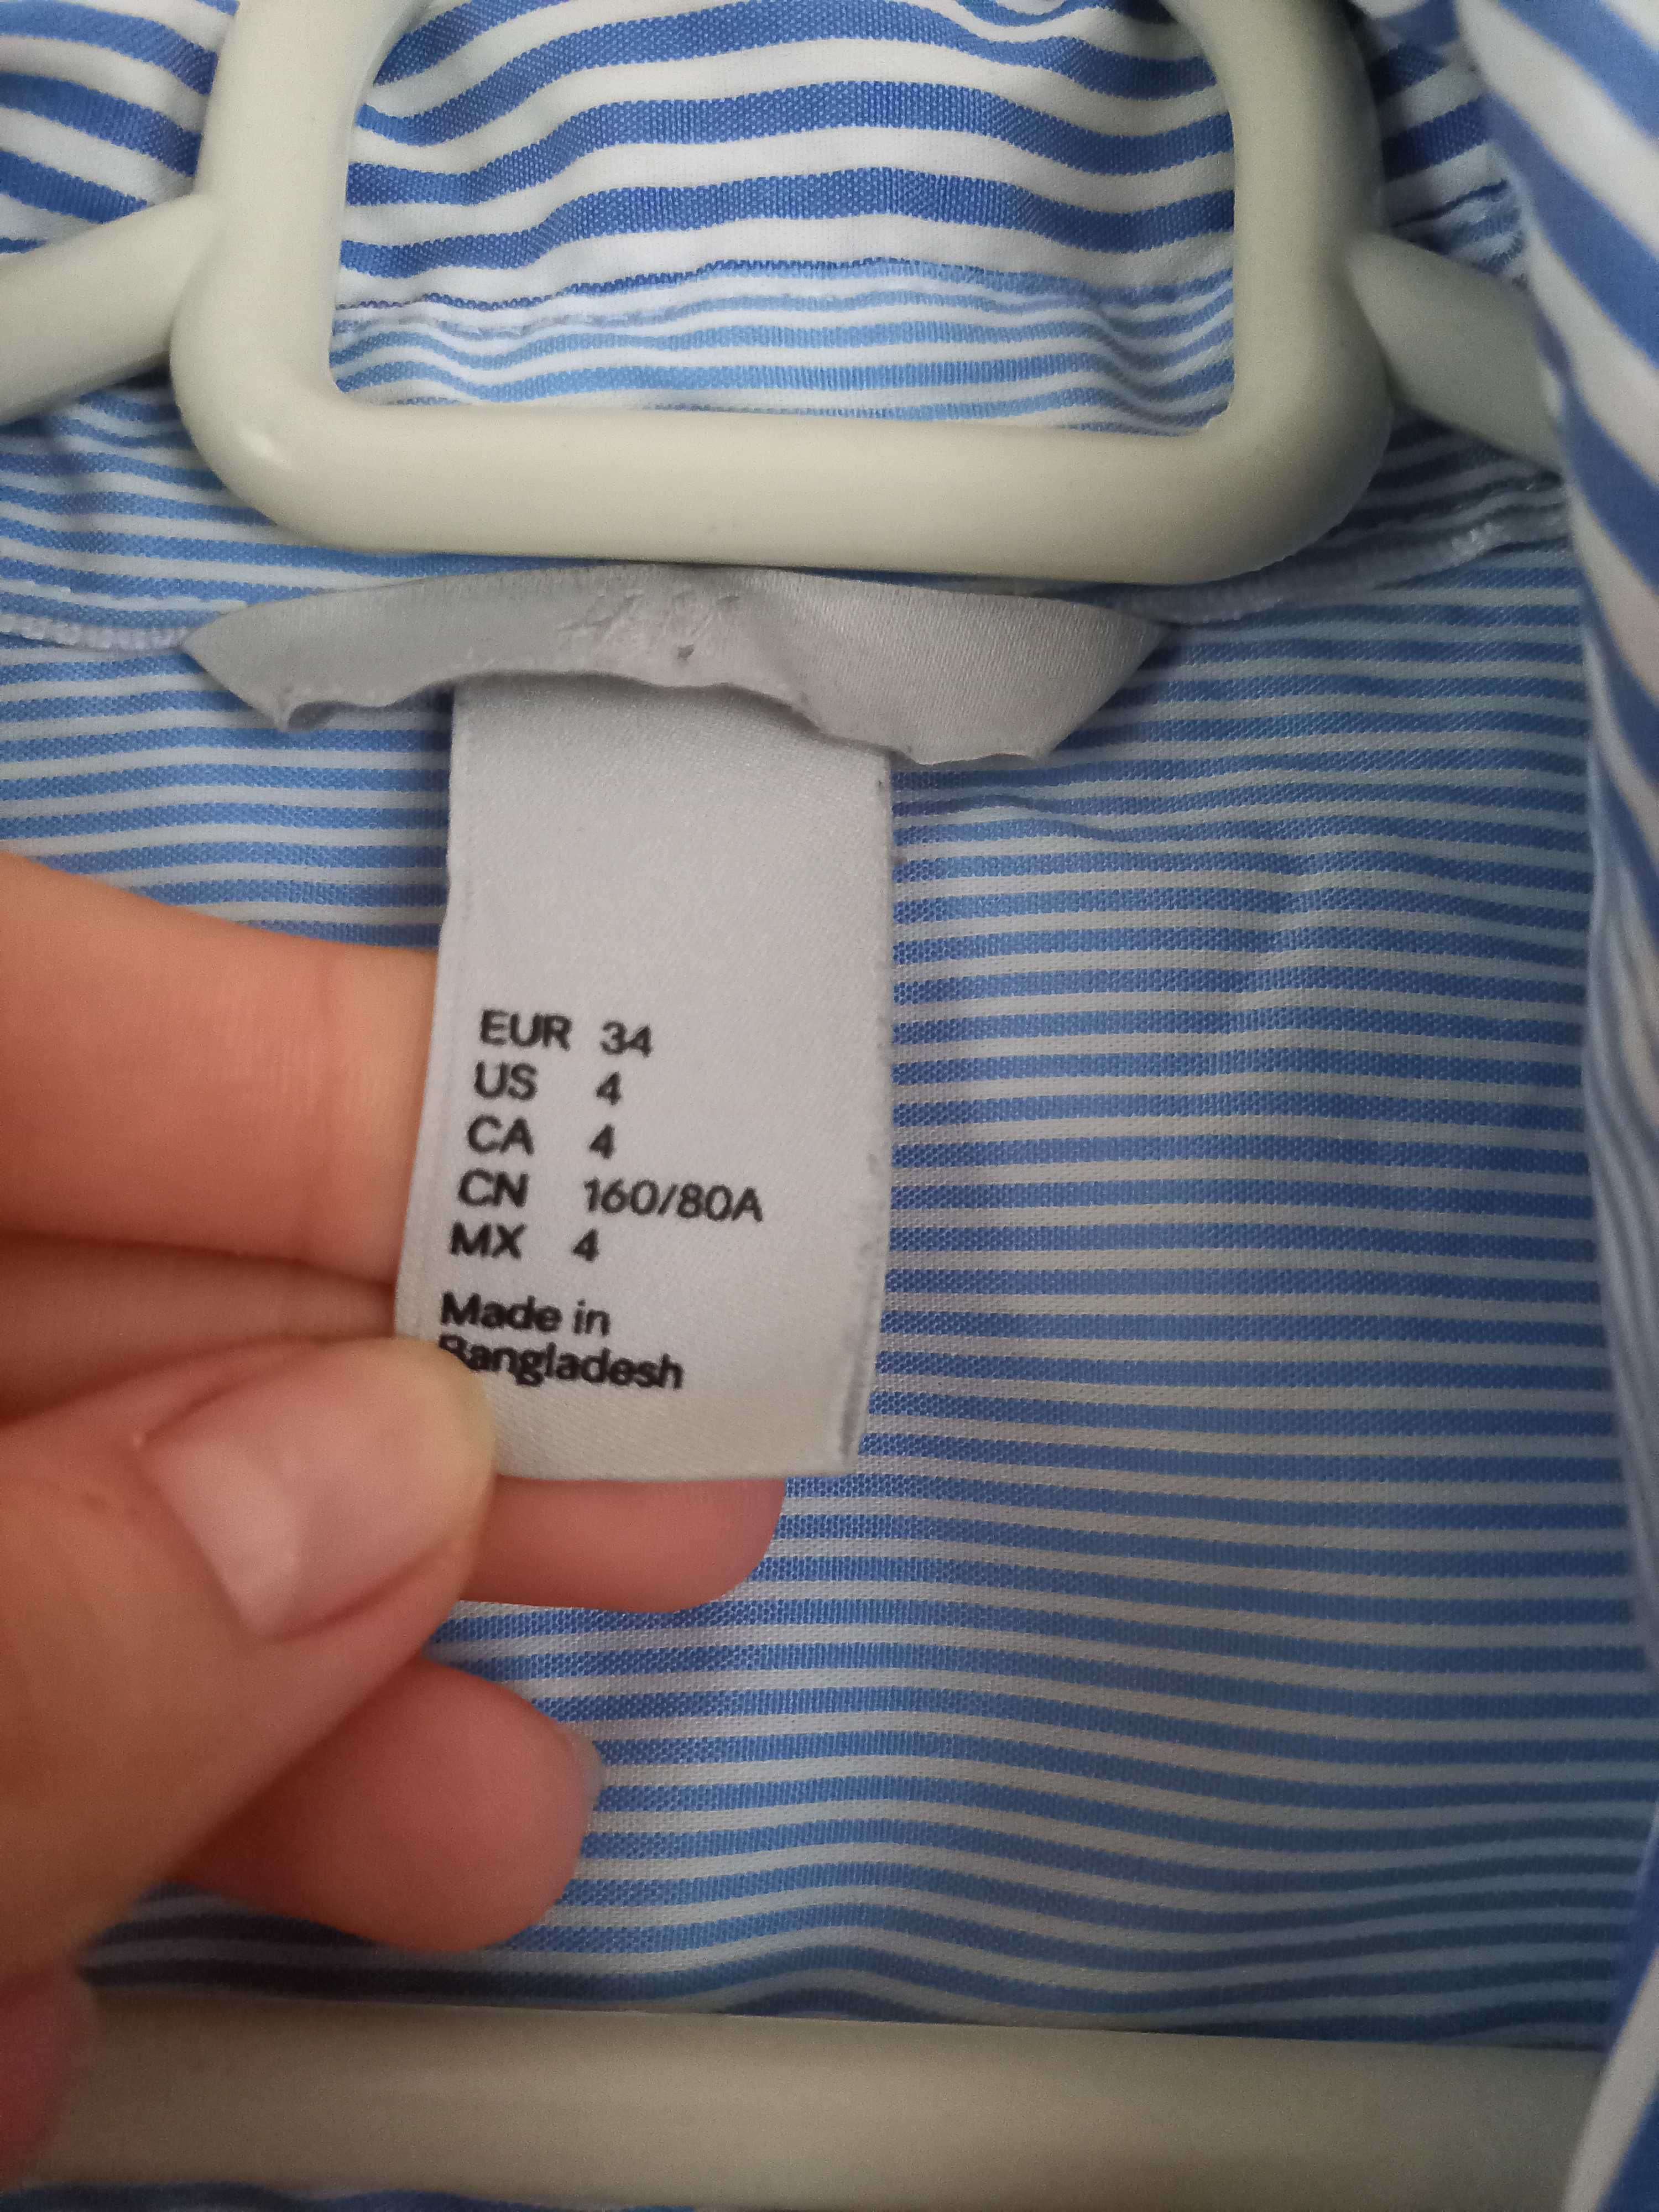 EUR 34
US 4
CA 4
CN 160/80A
MX 4
Made in
Bangladesh